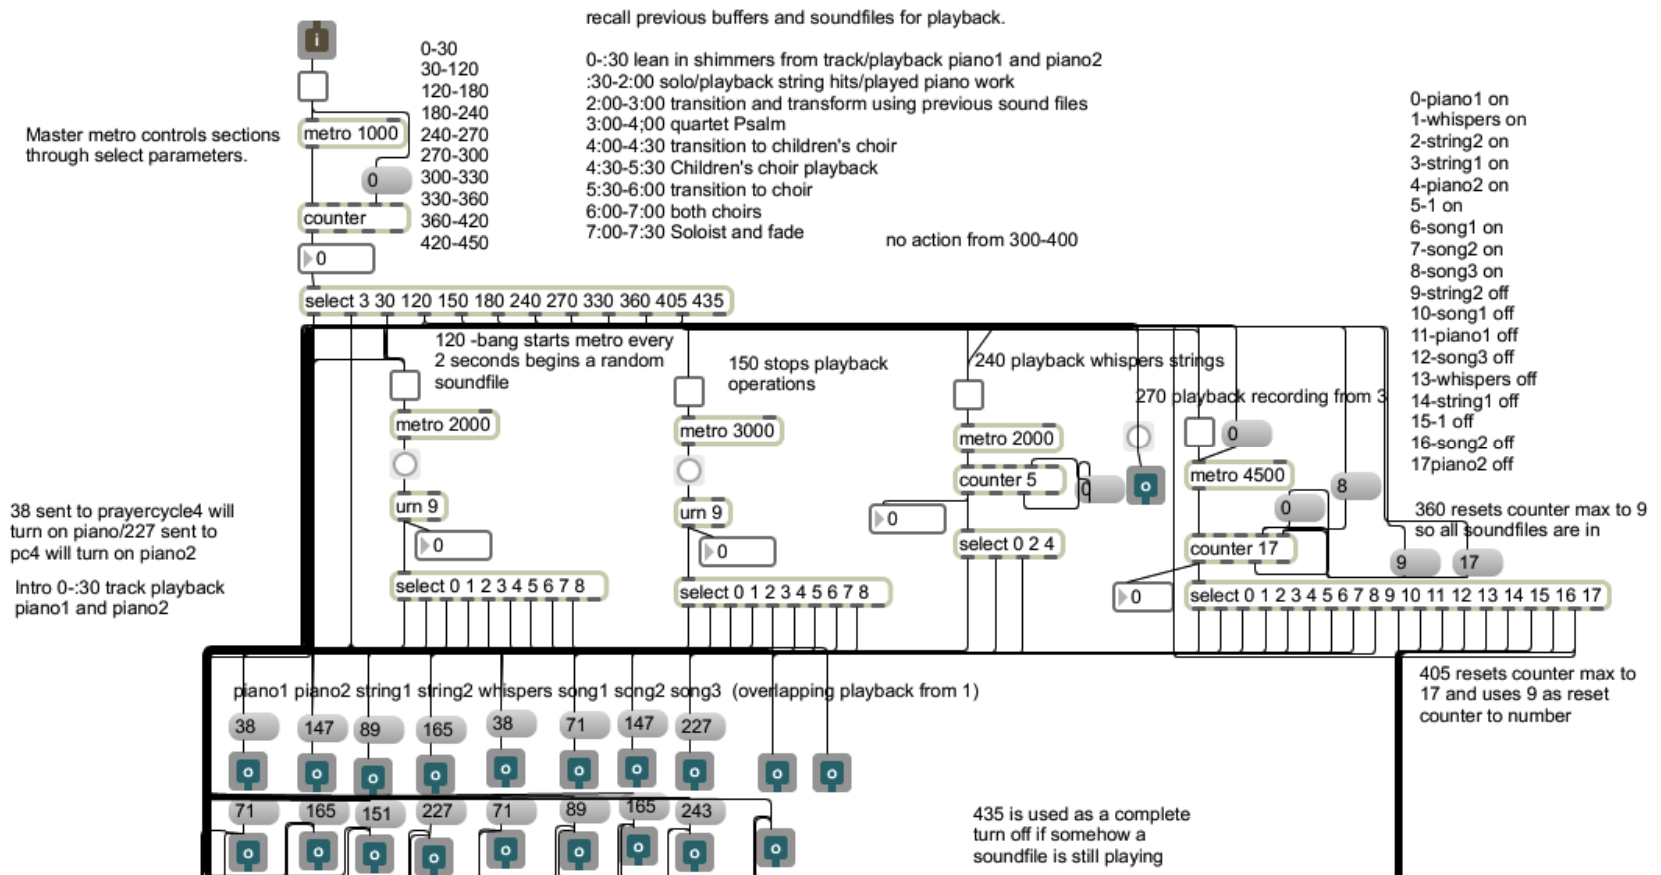 recall previous buffers and soundfiles for playback.
i
0-30
30-120
120-180
180-240
240-270
270-300
300-330
330-360
360-420
420-450
0-:30 lean in shimmers from track/playback piano1 and piano2
:30-2:00 solo/playback string hits/played piano work
2:00-3:00 transition and transform using previous sound files
3:00-4;00 quartet Psalm
4:00-4:30 transition to children's choir
4:30-5:30 Children's choir playback
5:30-6:00 transition to choir
6:00-7:00 both choirs
7:00-7:30 Soloist and fade
no action from 300-400
Master metro controls sections
through select parameters.
metro 1000
0
counter
0
select 3 30 120 150 180 240 270 330 360 405 435
0-piano1 on
1-whispers on
2-string2 on
3-string1 on
4-piano2 on
5-1 on
6-song1 on
7-song2 on
8-song3 on
9-string2 off
10-song1 off
11-piano1 off
12-song3 off
13-whispers off
14-string1 off
15-1 off
16-song2 off
17piano2 off
120 -bang starts metro every
2 seconds begins a random
soundfile
metro 2000
urn 9
0
select 0 1 2 3 4 5 6 7 8
150 stops playback
operations
metro 3000
urn 9
0
select 0 1 2 3 4 5 6 7 8
240 playback whispers strings
metro 2000
counter 5
0
0
o
select 0 2 4
270 playback recording from 3
0
metro 4500
8
0
counter 17
9
17
0
select 0 1 2 3 4 5 6 7 8 9 10 11 12 13 14 15 16 17
360 resets counter max to 9
so all soundfiles are in
38 sent to prayercycle4 will
turn on piano/227 sent to
pc4 will turn on piano2
Intro 0-:30 track playback
piano1 and piano2
405 resets counter max to
17 and uses 9 as reset
counter to number
piano1 piano2 string1 string2 whispers song1 song2 song3 (overlapping playback from 1)
38 147 89 165 38 71 147 227
o o o o o o o o o o
71 165 151 227 71 89 165 243
o o o o o o o o o
435 is used as a complete
turn off if somehow a
soundfile is still playing